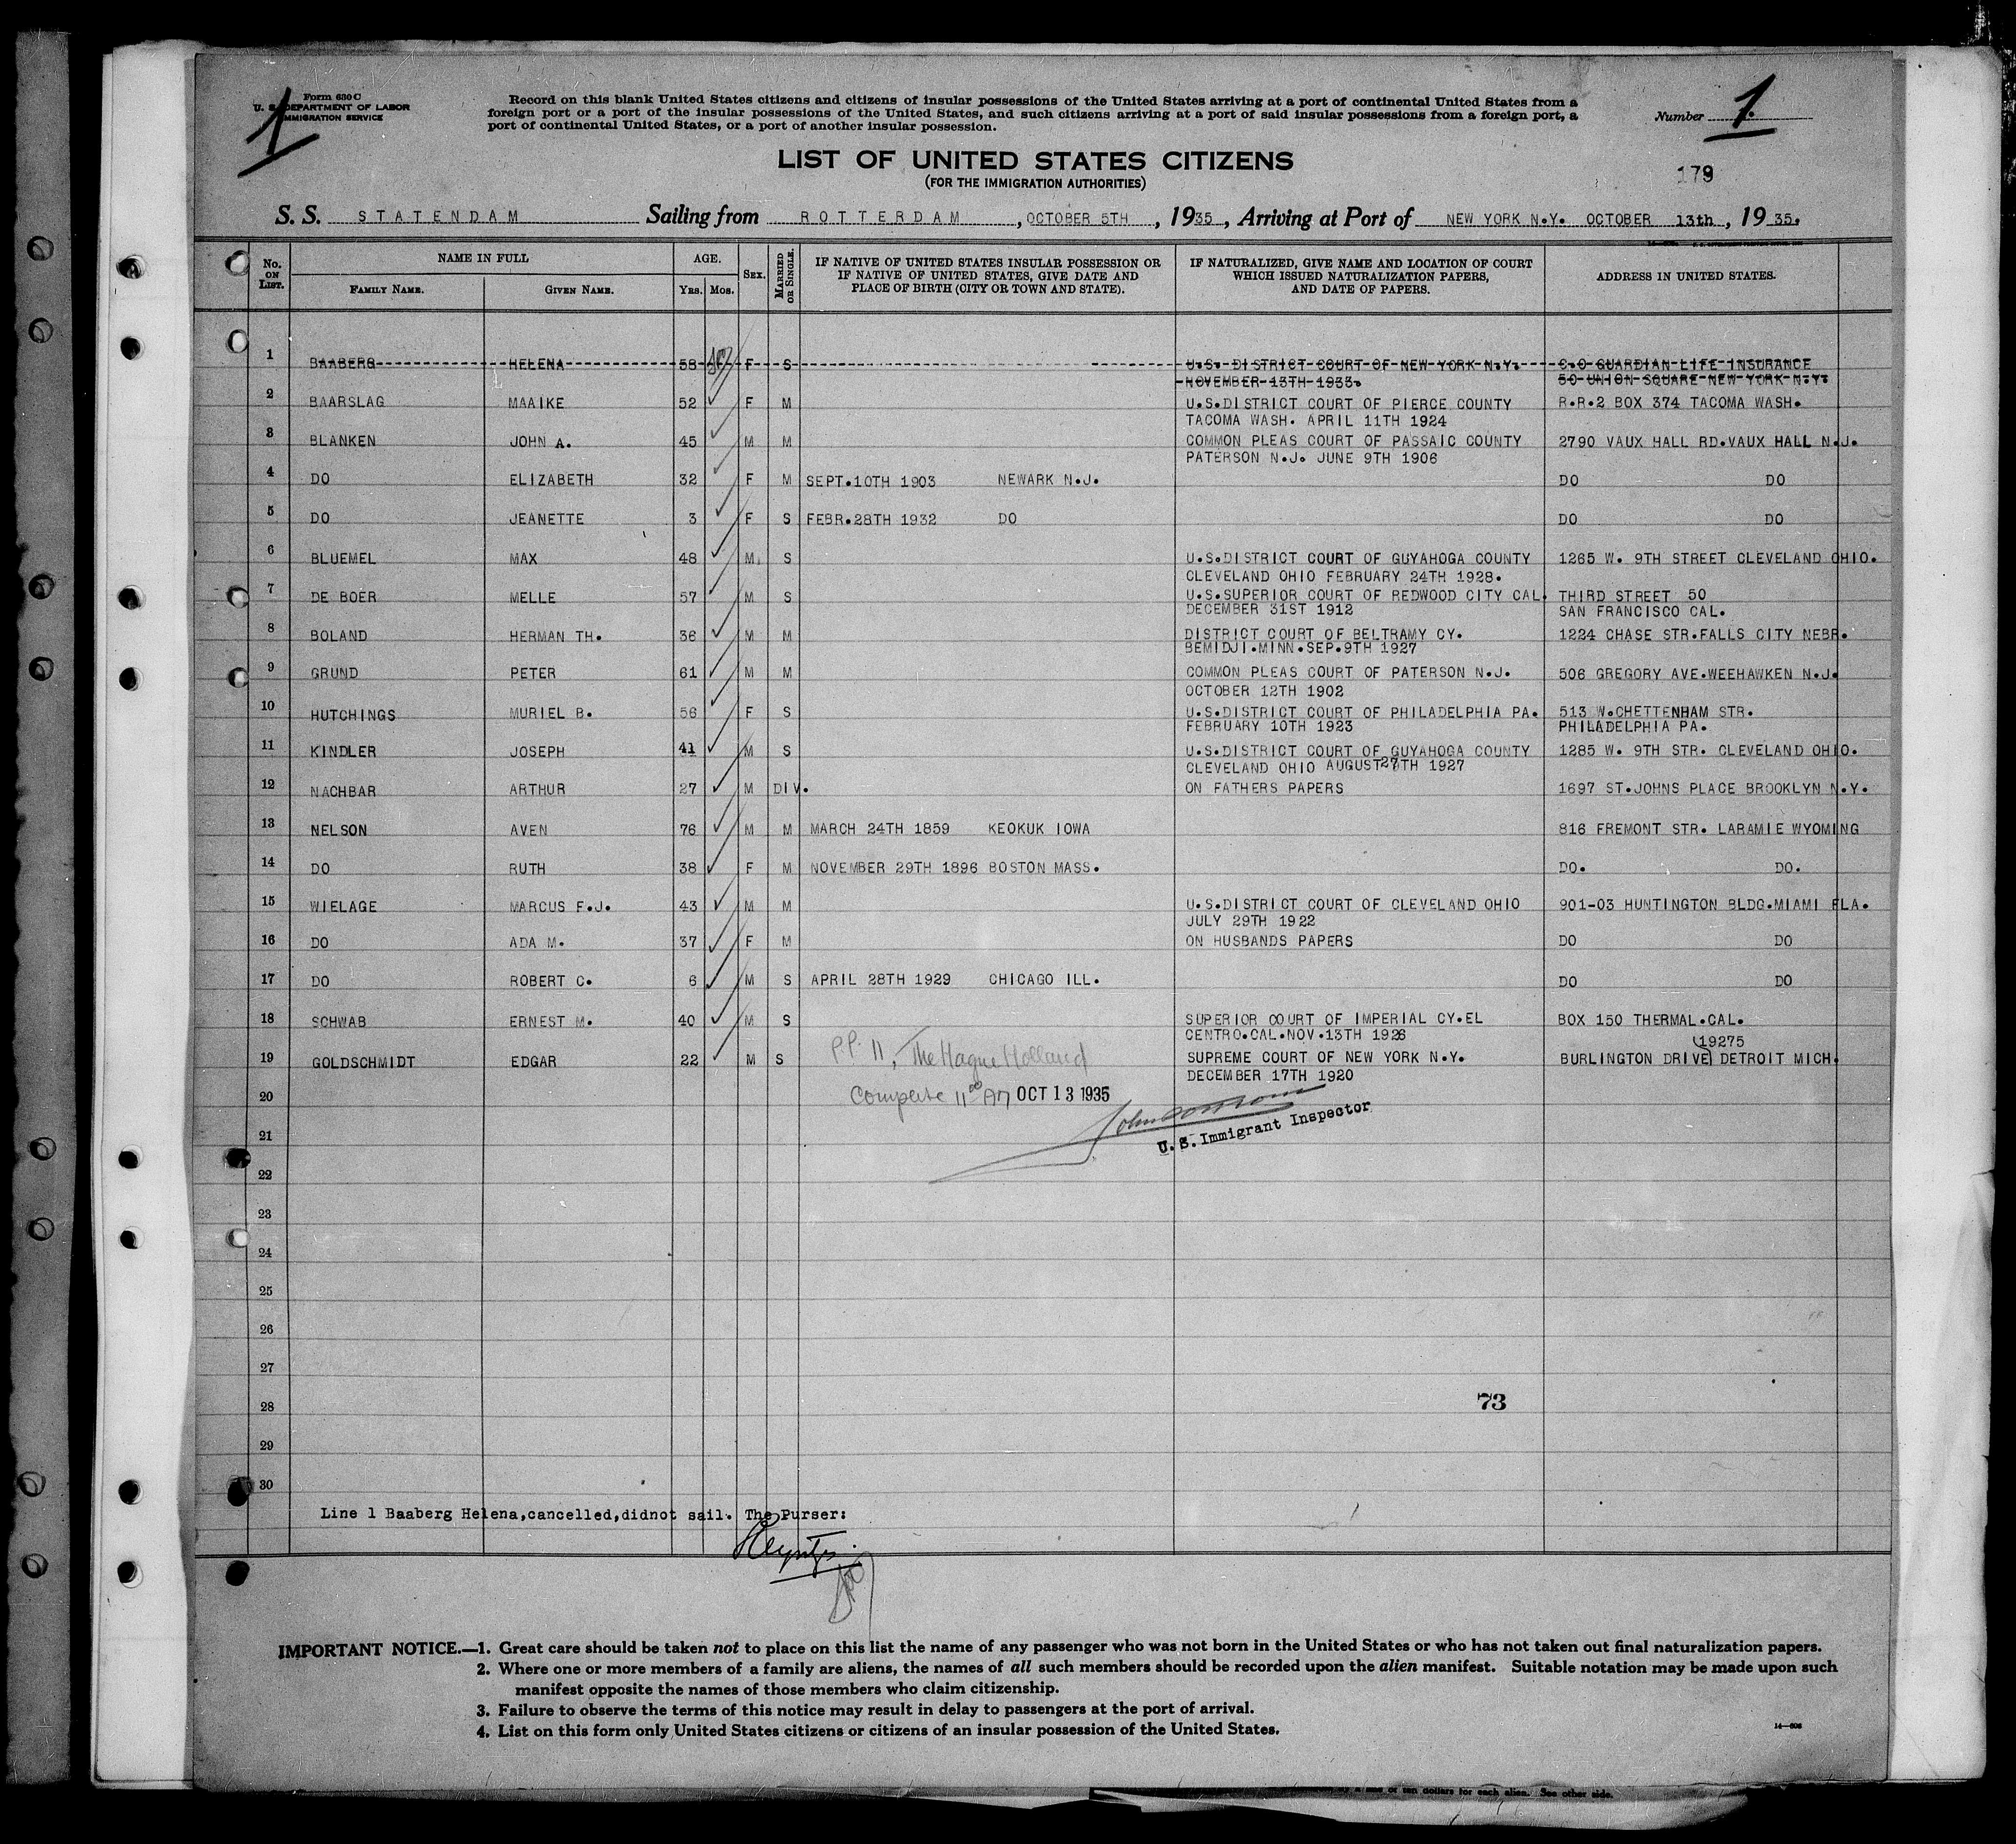 Form 630 C
U. S. DEPARTMENT OF LABOR
IMMIGRATION SERVICE
1
Record on this blank United States citizens and citizens of insular possessions of the United States arriving at a port of continental United States from a
foreign port or a port of the insular possessions of the United States, and such citizens arriving at a port of said insular possessions from a foreign port, a
port of continental United States, or a port of another insular possession.
Number 1.
LIST OF UNITED STATES CITIZENS
(FOR THE IMMIGRATION AUTHORITIES)
179
S. S. STATENDAM Sailing from ROTTERDAM, OCTOBER 5TH, 1935, Arriving at Port of NEW YORK N.Y. OCTOBER 13th, 1935.
No. ON LIST. NAME IN FULL FAMILY NAME. GIVEN NAME. AGE. YRS. MOS. SEX. MARRIED OR SINGLE. IF NATIVE OF UNITED STATES INSULAR POSSESSION OR IF NATIVE OF UNITED STATES, GIVE DATE AND PLACE OF BIRTH (CITY OR TOWN AND STATE). IF NATURALIZED, GIVE NAME AND LOCATION OF COURT WHICH ISSUED NATURALIZATION PAPERS, AND DATE OF PAPERS. ADDRESS IN UNITED STATES.
1 BAABERG HELENA 58 F S U.S. DISTRICT COURT OF NEW YORK N.Y. C.O GUARDIAN LIFE INSURANCE
NOVEMBER 13TH 1933. 50 UNION SQUARE NEW YORK N.Y.
2 BAARSLAG MAAIKE 52 F M U.S.DISTRICT COURT OF PIERCE COUNTY R.R.2 BOX 374 TACOMA WASH.
TACOMA WASH. APRIL 11TH 1924
3 BLANKEN JOHN A. 45 M M COMMON PLEAS COURT OF PASSAIC COUNTY 2790 VAUX HALL RD.VAUX HALL N.J.
PATERSON N.J. JUNE 9TH 1906
4 DO ELIZABETH 32 F M SEPT.10TH 1903 NEWARK N.J. DO DO
5 DO JEANETTE 3 F S FEBR.28TH 1932 DO DO DO
6 BLUEMEL MAX 48 M S U.S.DISTRICT COURT OF GUYAHOGA COUNTY 1265 W. 9TH STREET CLEVELAND OHIO.
CLEVELAND OHIO FEBRUARY 24TH 1928.
7 DE BOER MELLE 57 M S U.S.SUPERIOR COURT OF REDWOOD CITY CAL. THIRD STREET 50
DECEMBER 31ST 1912 SAN FRANCISCO CAL.
8 BOLAND HERMAN TH. 36 M M DISTRICT COURT OF BELTRAMY CY. 1224 CHASE STR.FALLS CITY NEBR.
BEMIDJI.MINN.SEP.9TH 1927
9 GRUND PETER 61 M M COMMON PLEAS COURT OF PATERSON N.J. 506 GREGORY AVE.WEEHAWKEN N.J.
OCTOBER 12TH 1902
10 HUTCHINGS MURIEL B. 56 F S U.S.DISTRICT COURT OF PHILADELPHIA PA. 513 W.CHETTENHAM STR.
FEBRUARY 10TH 1923 PHILADELPHIA PA.
11 KINDLER JOSEPH 41 M S U.S.DISTRICT COURT OF GUYAHOGA COUNTY 1285 W. 9TH STR. CLEVELAND OHIO.
CLEVELAND OHIO AUGUST 27TH 1927
12 NACHBAR ARTHUR 27 M DIV. ON FATHERS PAPERS 1697 ST.JOHNS PLACE BROOKLYN N.Y.
13 NELSON AVEN 76 M M MARCH 24TH 1859 KEOKUK IOWA 816 FREMONT STR. LARAMIE WYOMING
14 DO RUTH 38 F M NOVEMBER 29TH 1896 BOSTON MASS. DO. DO.
15 WIELAGE MARCUS F.J. 43 M M U.S.DISTRICT COURT OF CLEVELAND OHIO 901-03 HUNTINGTON BLDG.MIAMI FLA.
JULY 29TH 1922
16 DO ADA M. 37 F M ON HUSBANDS PAPERS DO DO
17 DO ROBERT C. 6 M S APRIL 28TH 1929 CHICAGO ILL. DO DO
18 SCHWAB ERNEST M. 40 M S SUPERIOR COURT OF IMPERIAL CY.EL BOX 150 THERMAL.CAL.
CENTRO.CAL.NOV.13TH 1926 19275
19 GOLDSCHMIDT EDGAR 22 M S P.P. 11, The Hague Holland SUPREME COURT OF NEW YORK N.Y. BURLINGTON DRIVE) DETROIT MICH.
DECEMBER 17TH 1920
20 Complete 11 00 AM OCT 13 1935
21 U.S. Immigrant Inspector
22
23
24
25
26
27
28 73
29
30
Line 1 Baaberg Helena,cancelled,didnot sail. The Purser:
IMPORTANT NOTICE.—1. Great care should be taken not to place on this list the name of any passenger who was not born in the United States or who has not taken out final naturalization papers.
2. Where one or more members of a family are aliens, the names of all such members should be recorded upon the alien manifest. Suitable notation may be made upon such
manifest opposite the names of those members who claim citizenship.
3. Failure to observe the terms of this notice may result in delay to passengers at the port of arrival.
4. List on this form only United States citizens or citizens of an insular possession of the United States.
of ten dollars for each alien. See other side.